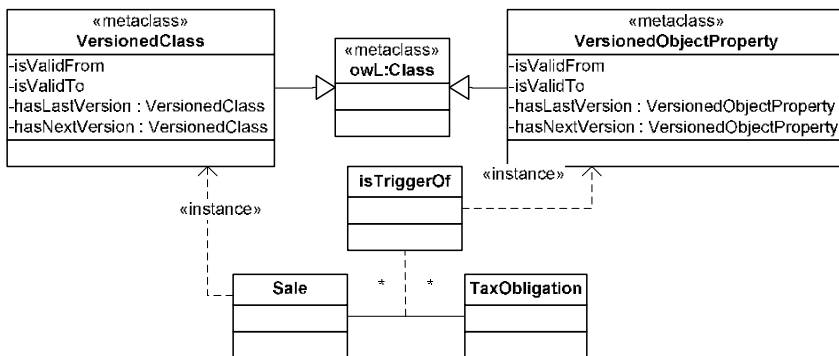 «metaclass»
VersionedClass
-isValidFrom
-isValidTo
-hasLastVersion : VersionedClass
-hasNextVersion : VersionedClass
«metaclass»
owL:Class
«metaclass»
VersionedObjectProperty
-isValidFrom
-isValidTo
-hasLastVersion : VersionedObjectProperty
-hasNextVersion : VersionedObjectProperty
«instance»
isTriggerOf
«instance»
* *
Sale
TaxObligation